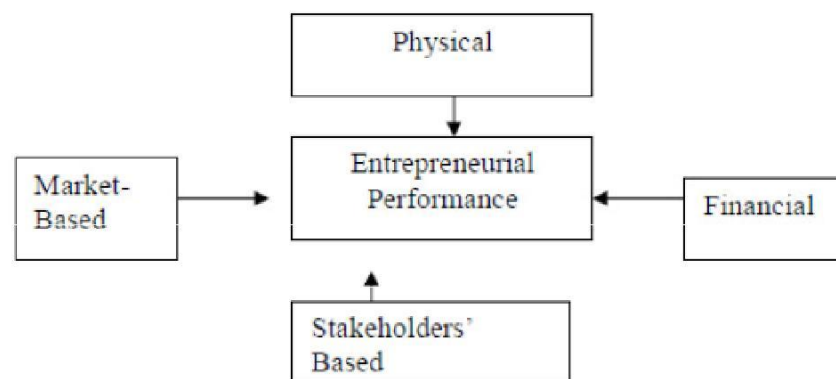 Physical
Entrepreneurial
Performance
Market-
Based
Financial
Stakeholders’
Based